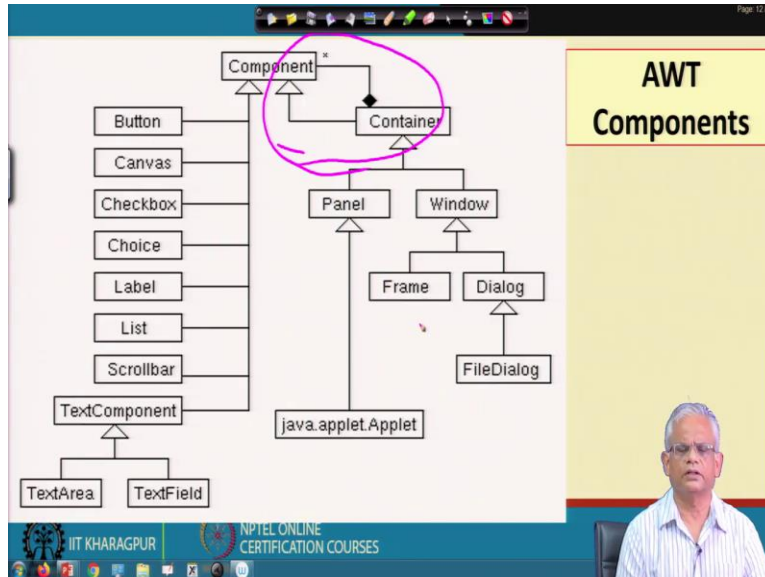 Page: 12
AWT
Components
Component
*
Button
Container
Canvas
Checkbox
Panel
Window
Choice
Label
Frame
Dialog
List
Scrollbar
FileDialog
TextComponent
java.applet.Applet
TextArea
TextField
IIT KHARAGPUR
NPTEL ONLINE
CERTIFICATION COURSES